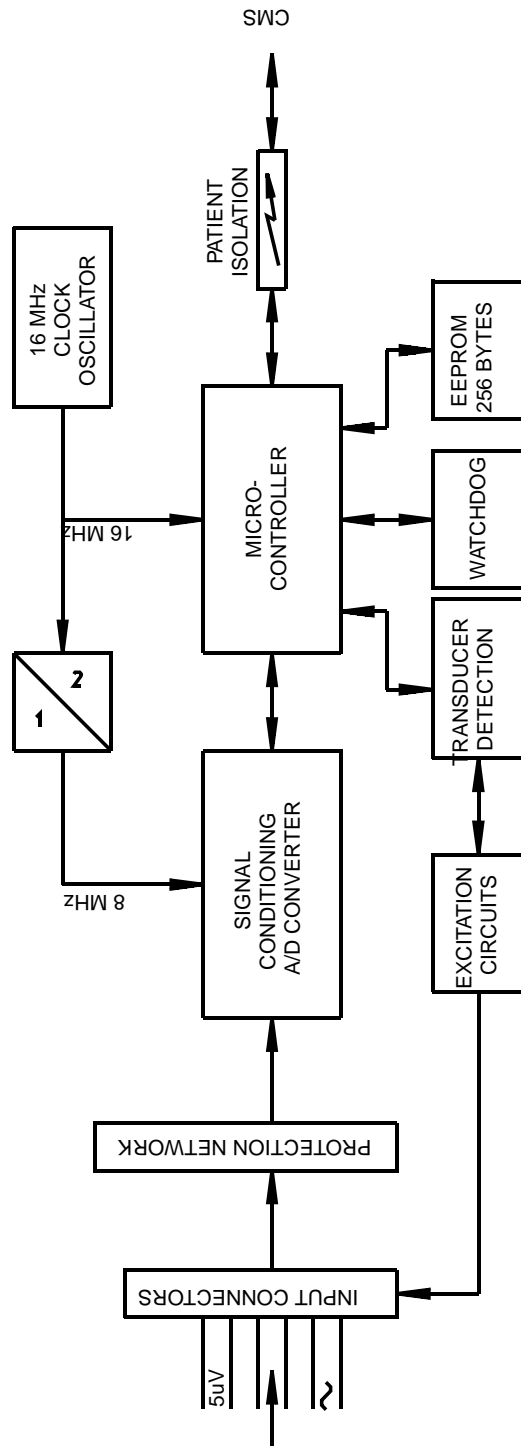 16 MHz
CLOCK
OSCILLATOR
1
2
16 MHz
8 MHz
5uV
~
INPUT CONNECTORS
PROTECTION NETWORK
SIGNAL
CONDITIONING
A/D CONVERTER
MICRO-
CONTROLLER
PATIENT
ISOLATION
CMS
EXCITATION
CIRCUITS
TRANSDUCER
DETECTION
WATCHDOG
EEPROM
256 BYTES